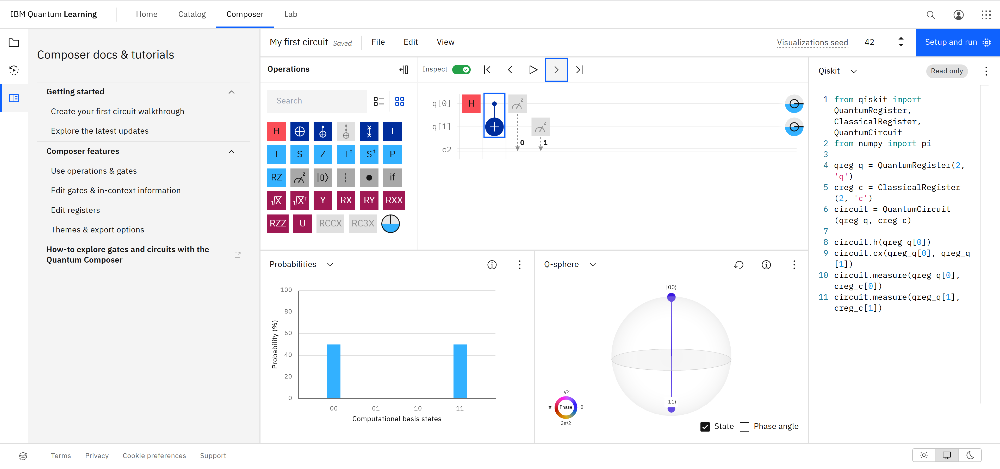 IBM Quantum Learning
Home
Catalog
Composer
Lab
Composer docs & tutorials
Getting started
Create your first circuit walkthrough
Explore the latest updates
Composer features
Use operations & gates
Edit gates & in-context information
Edit registers
Themes & export options
How-to explore gates and circuits with the
Quantum Composer
My first circuit Saved
File
Edit
View
Visualizations seed 42
Setup and run
Operations
Search
H I
T S Z T† S† P
RZ z |0⟩ if
√X √X† Y RX RY RXX
RZZ U RCCX RC3X
Inspect
q[0] H z
q[1] z
0 1
c2
Qiskit
Read only
1 from qiskit import
QuantumRegister,
ClassicalRegister,
QuantumCircuit
2 from numpy import pi
3
4 qreg_q = QuantumRegister(2,
'q')
5 creg_c = ClassicalRegister
(2, 'c')
6 circuit = QuantumCircuit
(qreg_q, creg_c)
7
8 circuit.h(qreg_q[0])
9 circuit.cx(qreg_q[0], qreg_q
[1])
10 circuit.measure(qreg_q[0],
creg_c[0])
11 circuit.measure(qreg_q[1],
creg_c[1])
Probabilities
Probability (%)
100
80
60
40
20
0
00 01 10 11
Computational basis states
Q-sphere
|00⟩
|11⟩
π/2
π Phase 0
3π/2
State
Phase angle
Terms
Privacy
Cookie preferences
Support